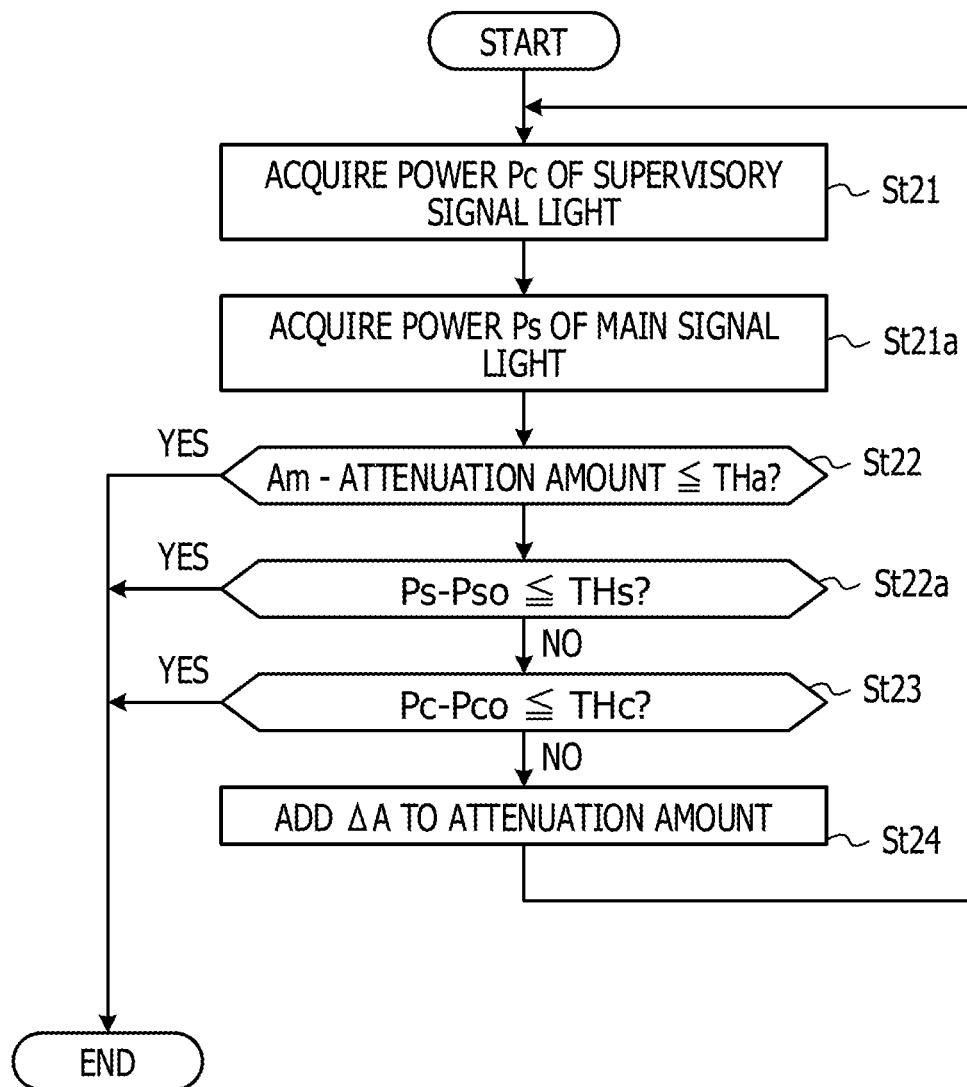 START
ACQUIRE POWER Pc OF SUPERVISORY
SIGNAL LIGHT
St21
ACQUIRE POWER Ps OF MAIN SIGNAL
LIGHT
St21a
YES
Am - ATTENUATION AMOUNT ≦ THa?
St22
YES
Ps-Pso ≦ THs?
St22a
NO
YES
Pc-Pco ≦ THc?
St23
NO
ADD ΔA TO ATTENUATION AMOUNT
St24
END